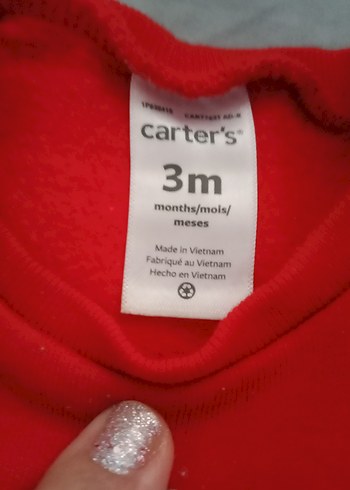 carter's®
3m
months/mois/
meses
Made in Vietnam
Fabriqué au Vietnam
Hecho en Vietnam